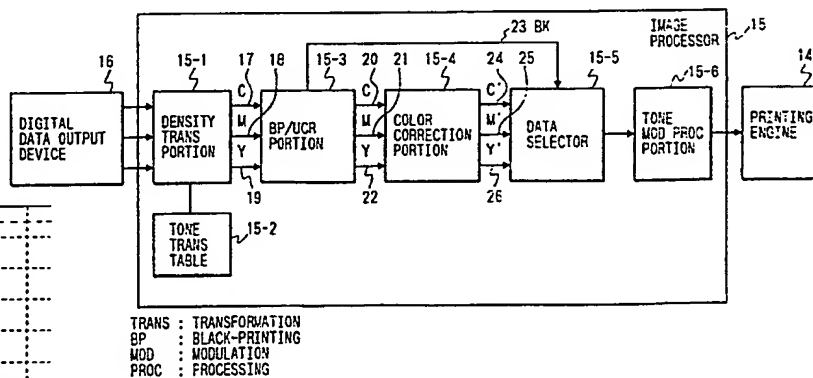 23 BK
IMAGE
PROCESSOR
15
16
15-1
17
18
15-3
20
21
15-4
24
25
15-5
15-6
14
DIGITAL
DATA OUTPUT
DEVICE
DENSITY
TRANS
PORTION
C
M
Y
BP/UCR
PORTION
C
M
Y
COLOR
CORRECTION
PORTION
C'
M'
Y'
DATA
SELECTOR
TONE
MOD PROC
PORTION
PRINTING
ENGINE
19
22
26
TONE
TRANS
TABLE
15-2
TRANS : TRANSFORMATION
BP : BLACK-PRINTING
MOD : MODULATION
PROC : PROCESSING